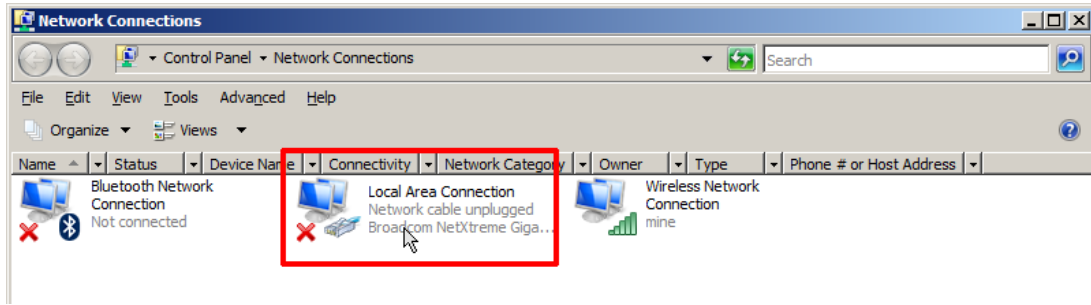 Network Connections
Control Panel Network Connections
Search
File Edit View Tools Advanced Help
Organize Views
Name Status Device Name Connectivity Network Category Owner Type Phone # or Host Address
Bluetooth Network
Connection
Not connected
Local Area Connection
Network cable unplugged
Broadcom NetXtreme Giga...
Wireless Network
Connection
mine